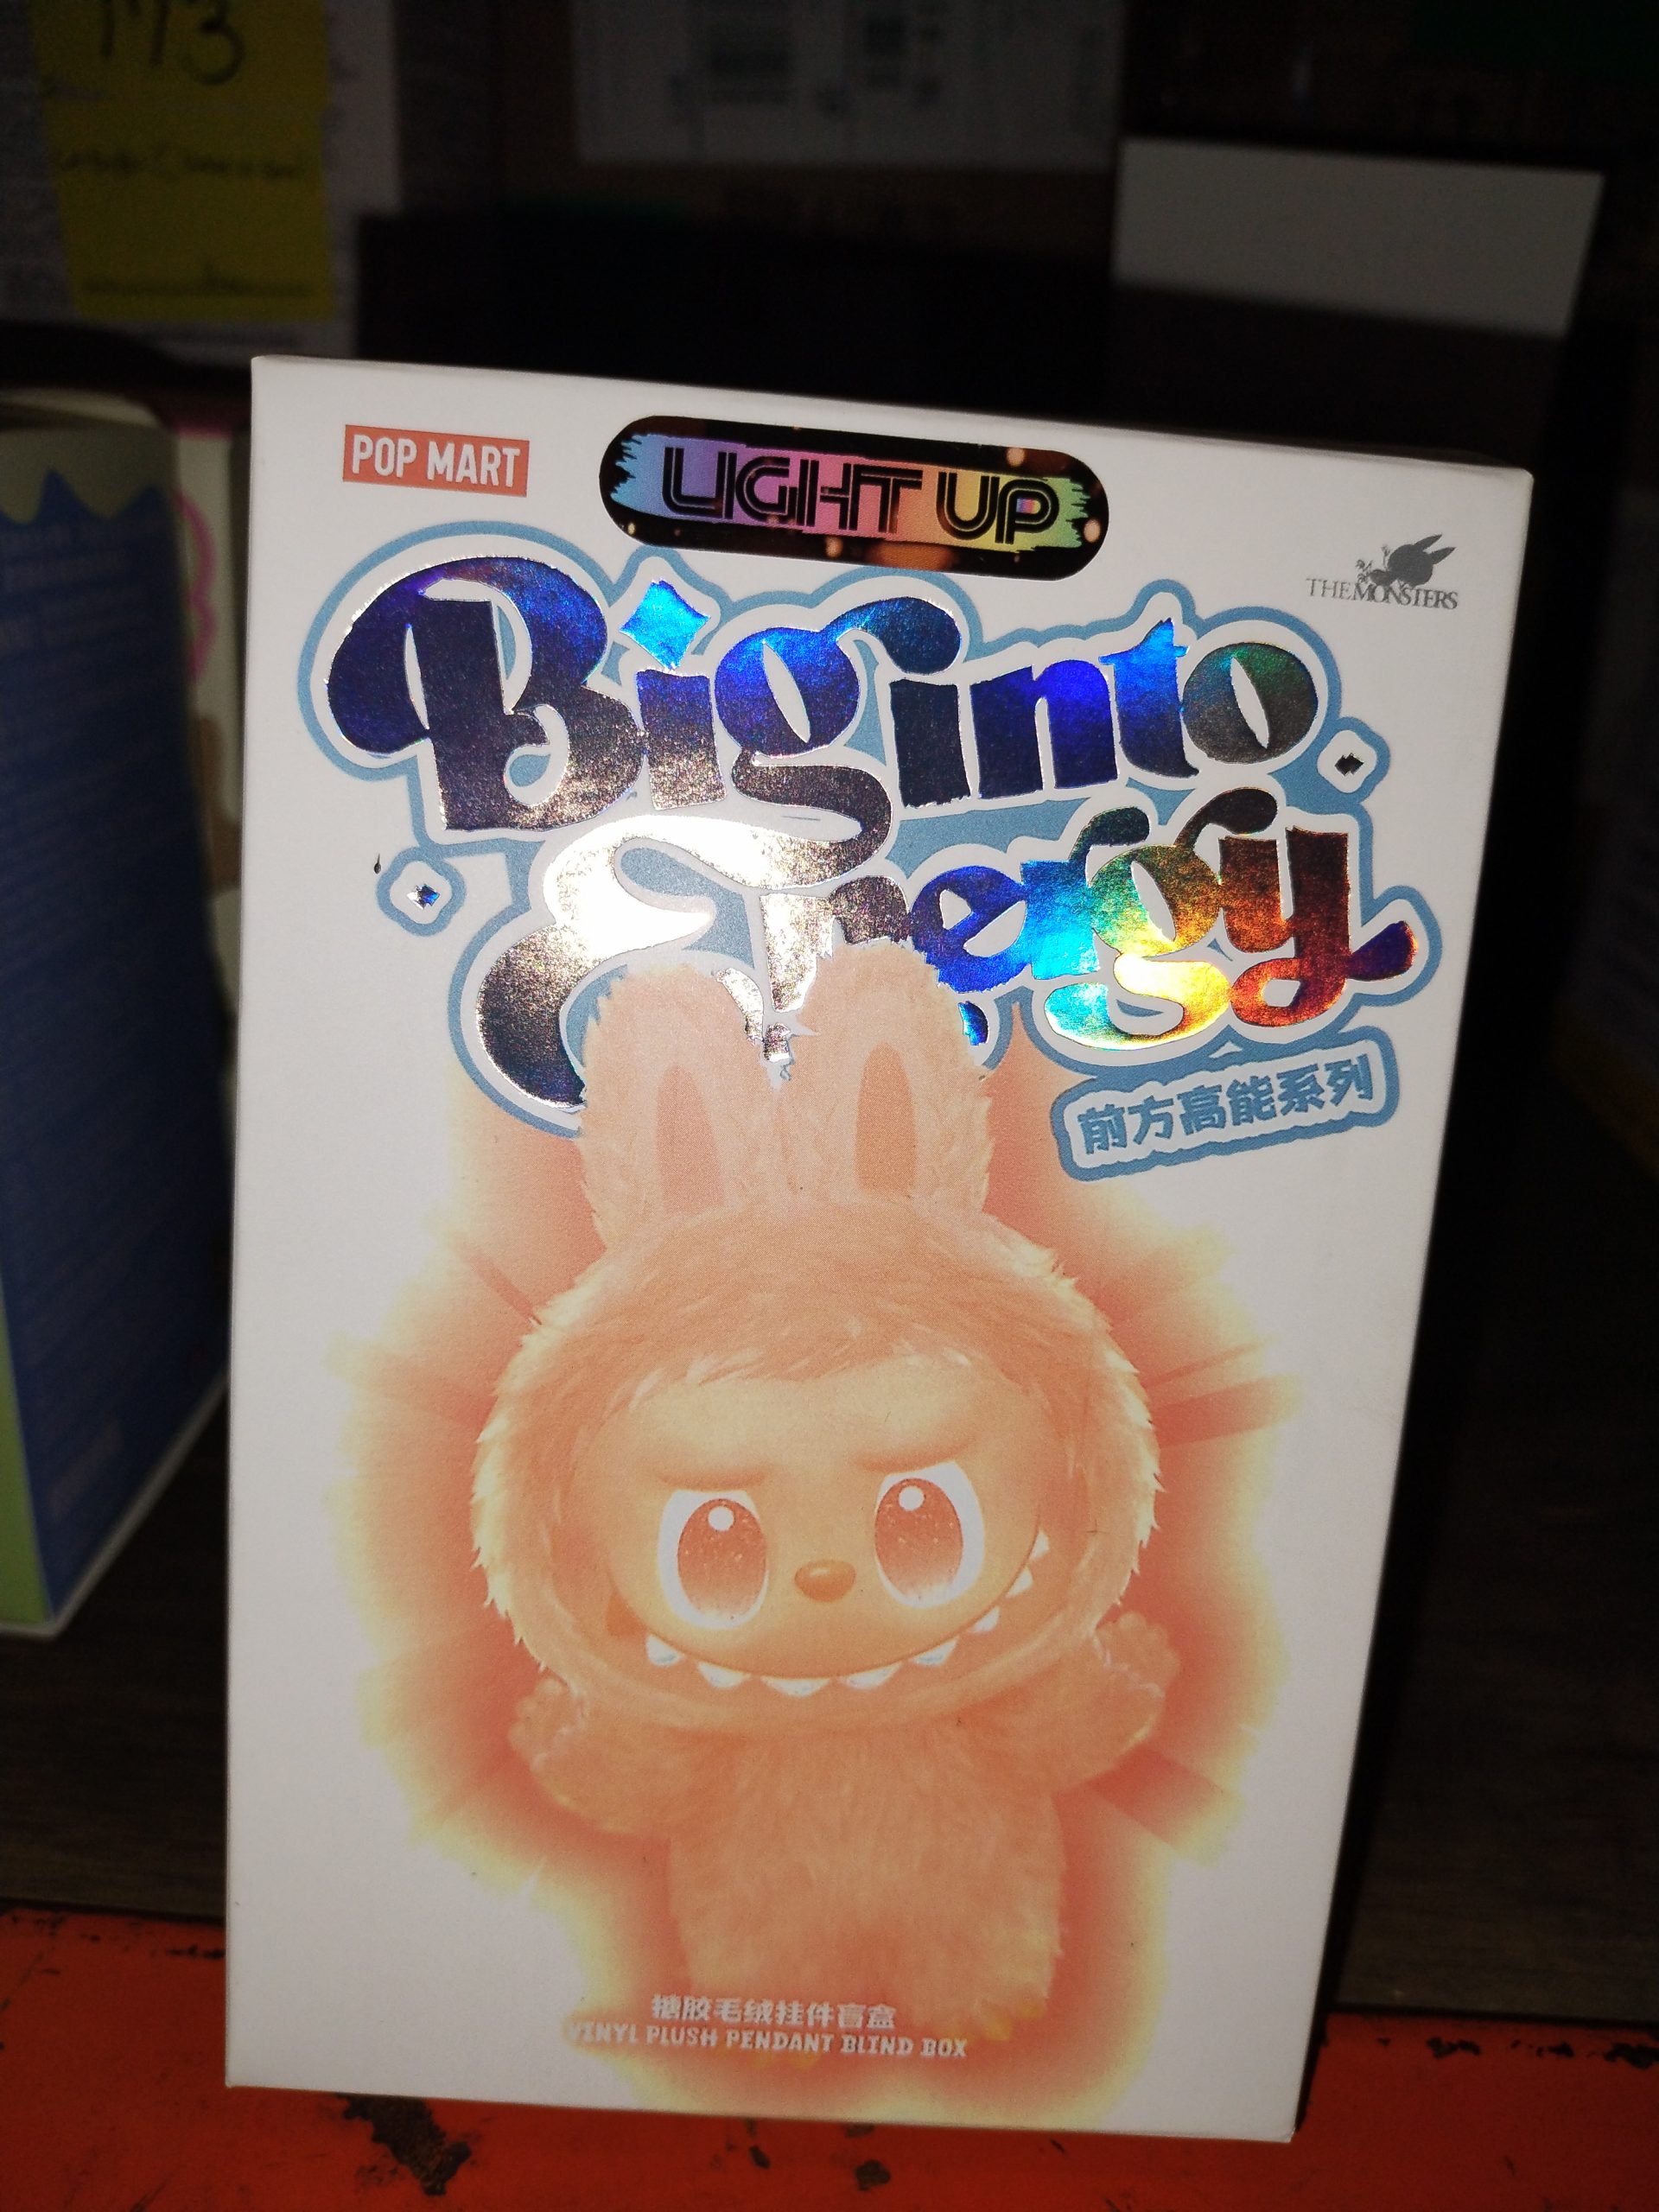 773
POP MART
LIGHT UP
THE MONSTERS
Big into
Energy
前方高能系列
搪胶毛绒挂件盲盒
VINYL PLUSH PENDANT BLIND BOX